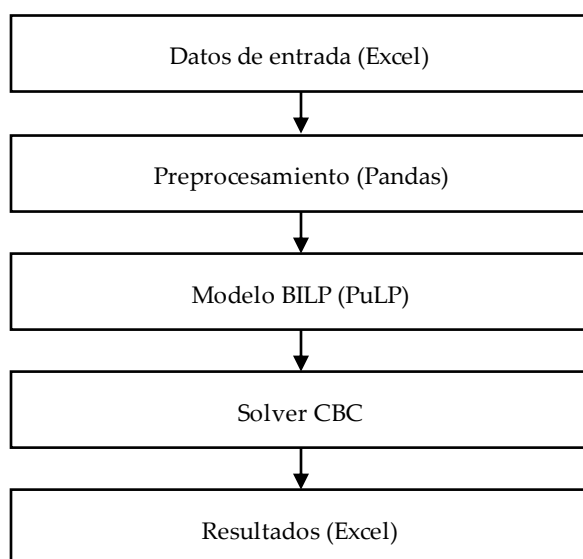 Datos de entrada (Excel)
Preprocesamiento (Pandas)
Modelo BILP (PuLP)
Solver CBC
Resultados (Excel)